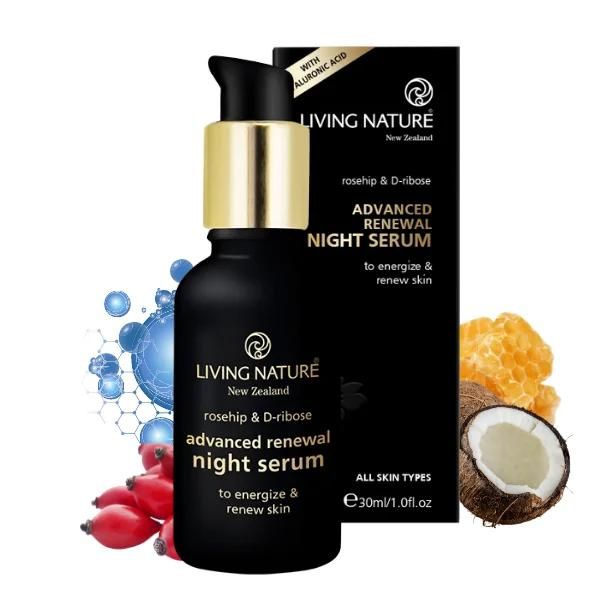 WITH
ALURONIC ACID
LIVING NATURE®
New Zealand
rosehip & D-ribose
ADVANCED
RENEWAL
NIGHT SERUM
to energize &
renew skin
ALL SKIN TYPES
℮30ml/1.0fl.oz
LIVING NATURE®
New Zealand
rosehip & D-ribose
advanced renewal
night serum
to energize &
renew skin